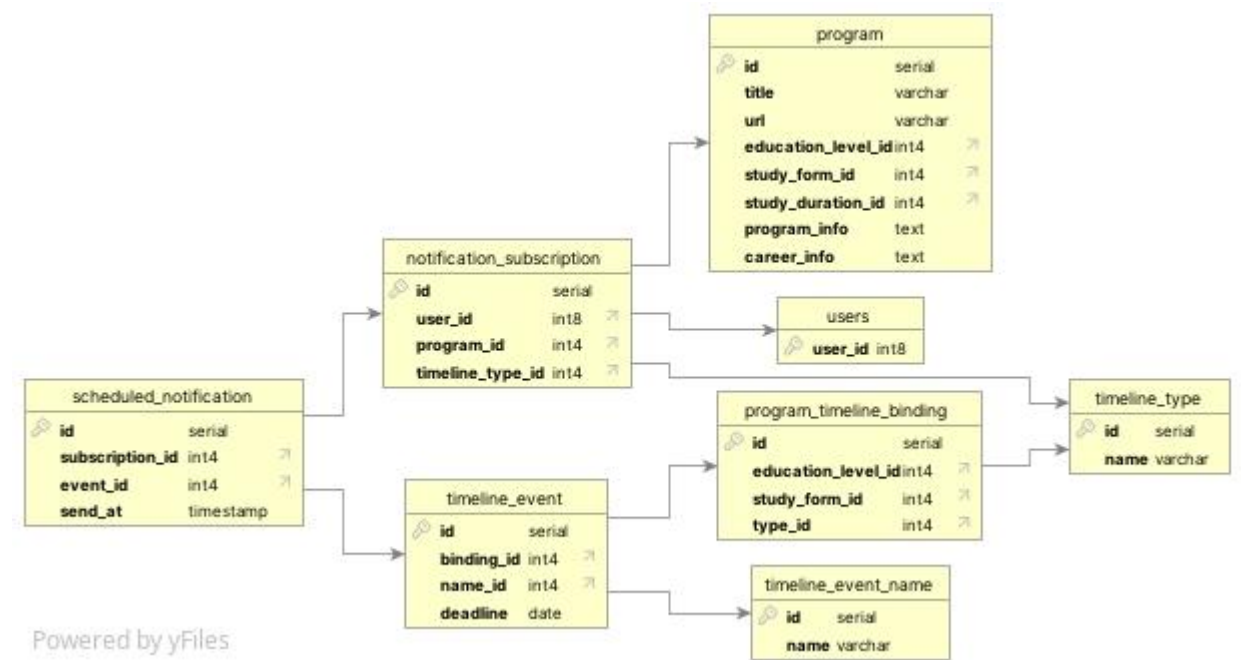 program
id serial
title varchar
url varchar
education_level_id int4
study_form_id int4
study_duration_id int4
program_info text
career_info text
notification_subscription
id serial
user_id int8
program_id int4
timeline_type_id int4
users
user_id int8
scheduled_notification
id serial
subscription_id int4
event_id int4
send_at timestamp
program_timeline_binding
id serial
education_level_id int4
study_form_id int4
type_id int4
timeline_type
id serial
name varchar
timeline_event
id serial
binding_id int4
name_id int4
deadline date
timeline_event_name
id serial
name varchar
Powered by yFiles